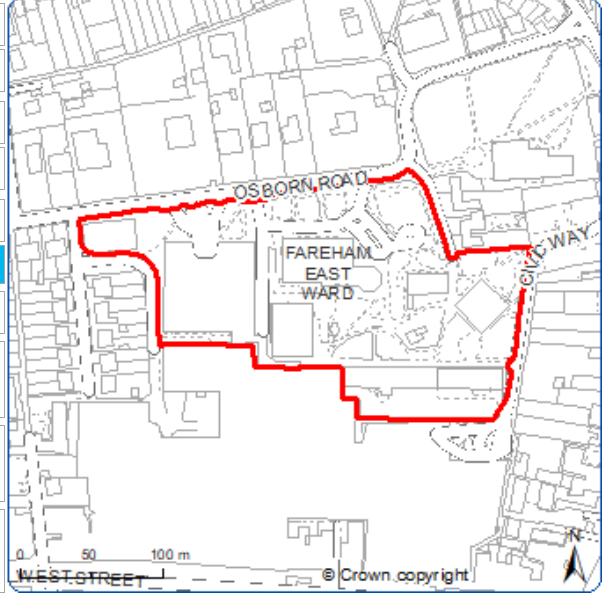 OSBORN ROAD
CIVIC WAY
FAREHAM
EAST
WARD
N
0 50 100 m
WEST STREET
© Crown copyright